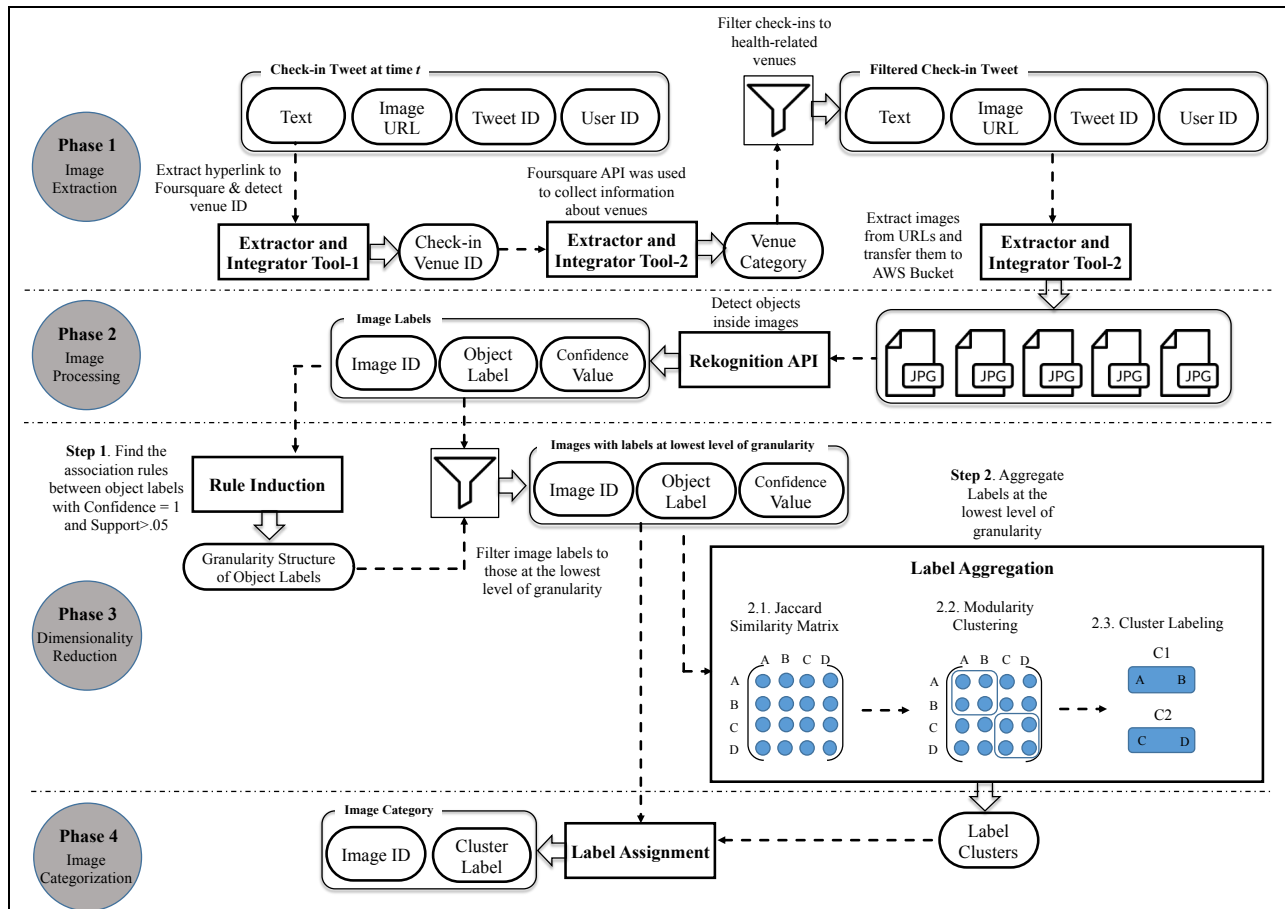 Filter check-ins to
health-related
venues
Check-in Tweet at time t
Filtered Check-in Tweet
Text
Image
URL
Tweet ID
User ID
Text
Image
URL
Tweet ID
User ID
Phase 1
Image
Extraction
Extract hyperlink to
Foursquare & detect
venue ID
Foursquare API was used
to collect information
about venues
Extract images
from URLs and
transfer them to
AWS Bucket
Extractor and
Integrator Tool-1
Check-in
Venue ID
Extractor and
Integrator Tool-2
Venue
Category
Extractor and
Integrator Tool-2
Phase 2
Image
Processing
Image Labels
Image ID
Object
Label
Confidence
Value
Detect objects
inside images
Rekognition API
JPG
JPG
JPG
JPG
JPG
Step 1. Find the
association rules
between object labels
with Confidence = 1
and Support>.05
Rule Induction
Granularity Structure
of Object Labels
Filter image labels to
those at the lowest
level of granularity
Images with labels at lowest level of granularity
Image ID
Object
Label
Confidence
Value
Step 2. Aggregate
Labels at the
lowest level of
granularity
Phase 3
Dimensionality
Reduction
Label Aggregation
2.1. Jaccard
Similarity Matrix
A B C D
A
B
C
D
2.2. Modularity
Clustering
A B C D
A
B
C
D
2.3. Cluster Labeling
C1
A B
C2
C D
Phase 4
Image
Categorization
Image Category
Image ID
Cluster
Label
Label Assignment
Label
Clusters